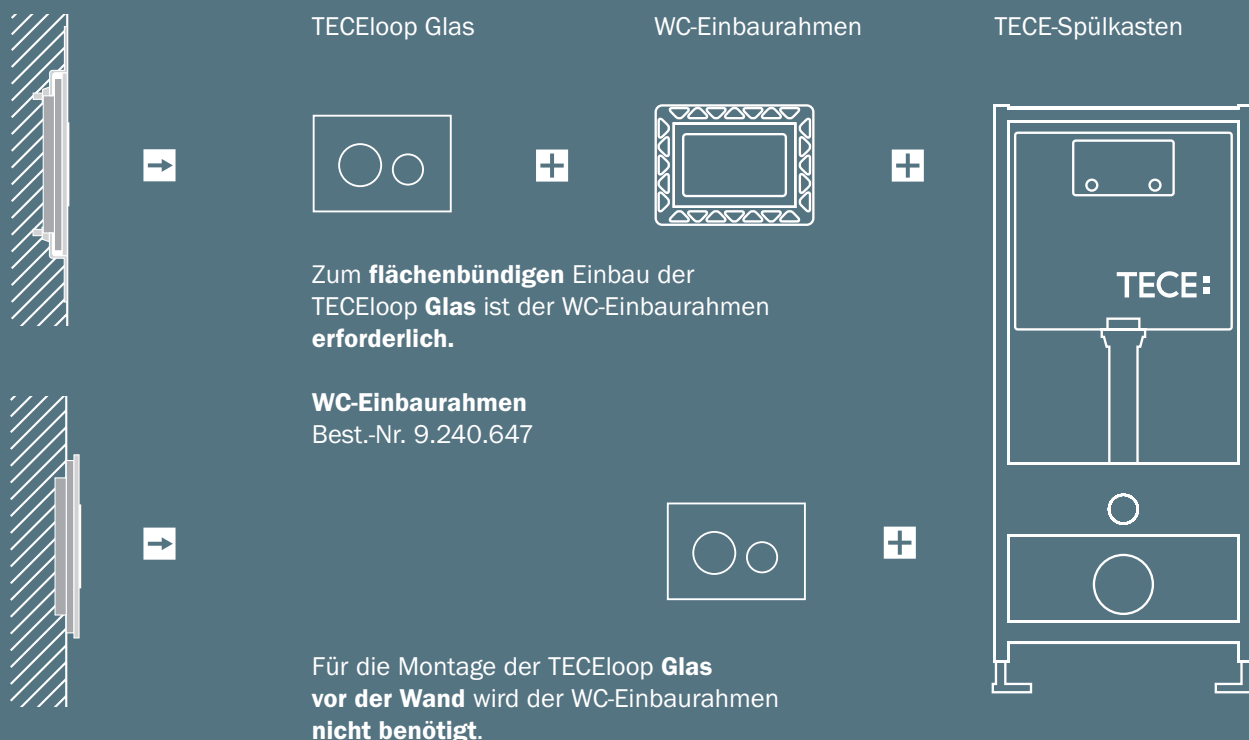 TECEloop Glas
WC-Einbaurahmen
TECE-Spülkasten
TECE:
Zum flächenbündigen Einbau der
TECEloop Glas ist der WC-Einbaurahmen
erforderlich.
WC-Einbaurahmen
Best.-Nr. 9.240.647
Für die Montage der TECEloop Glas
vor der Wand wird der WC-Einbaurahmen
nicht benötigt.